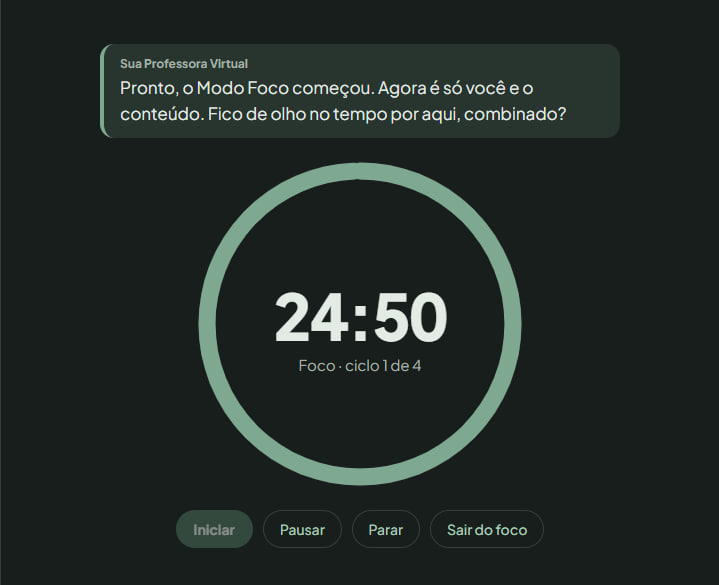 Sua Professora Virtual
Pronto, o Modo Foco começou. Agora é só você e o
conteúdo. Fico de olho no tempo por aqui, combinado?
24:50
Foco · ciclo 1 de 4
Iniciar
Pausar
Parar
Sair do foco